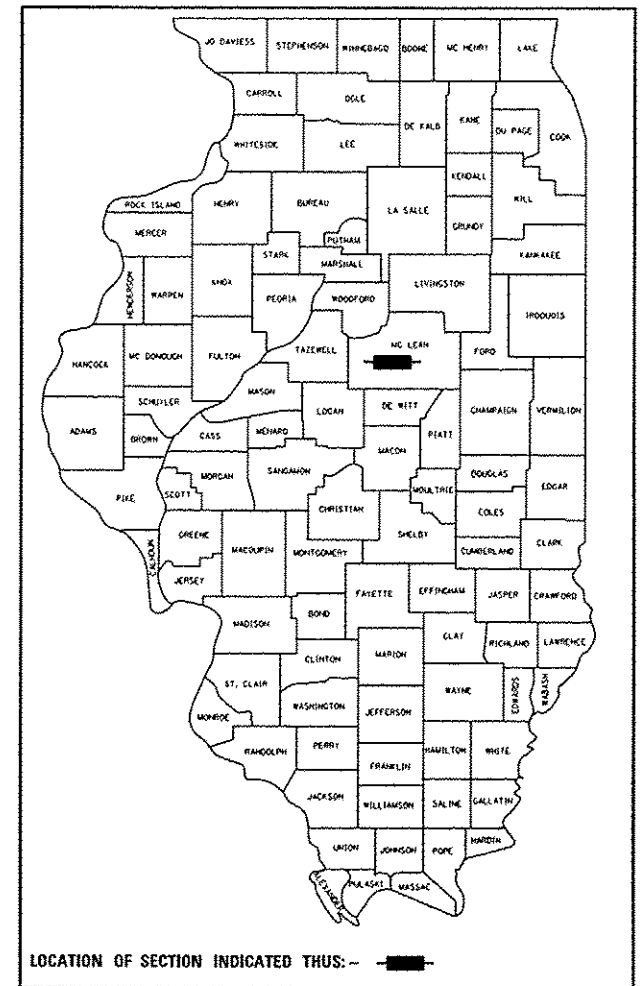 JO DAVIESS STEPHENSON WINNEBAGO BOONE MC HENRY LAKE
CARROLL OGLE DE KALB KANE DU PAGE COOK
WHITESIDE LEE KENDALL
ROCK ISLAND HENRY BUREAU LA SALLE GRUNDY WILL
MERCER PUTNAM KANKAKEE
HENDERSON WARREN KNOX STARK MARSHALL LIVINGSTON
PEORIA WOODFORD IROQUOIS
HANCOCK MC DONOUGH FULTON TAZEWELL MC LEAN FORD
SCHUYLER MASON LOGAN DE WITT CHAMPAIGN VERMILION
ADAMS BROWN CASS MENARD MACON PIATT
PIKE SCOTT MORGAN SANGAMON MOULTRIE DOUGLAS EDGAR
CHRISTIAN COLES
CALHOUN GREENE MACOUPIN MONTGOMERY SHELBY CUMBERLAND CLARK
JERSEY
FAYETTE EFFINGHAM JASPER CRAWFORD
MADISON BOND
CLINTON MARION CLAY RICHLAND LAWRENCE
ST. CLAIR WASHINGTON JEFFERSON WAYNE EDWARDS WABASH
MONROE
RANDOLPH PERRY FRANKLIN HAMILTON WHITE
JACKSON WILLIAMSON SALINE GALLATIN
UNION JOHNSON POPE HARDIN
ALEXANDER PULASKI MASSAC
LOCATION OF SECTION INDICATED THUS:-